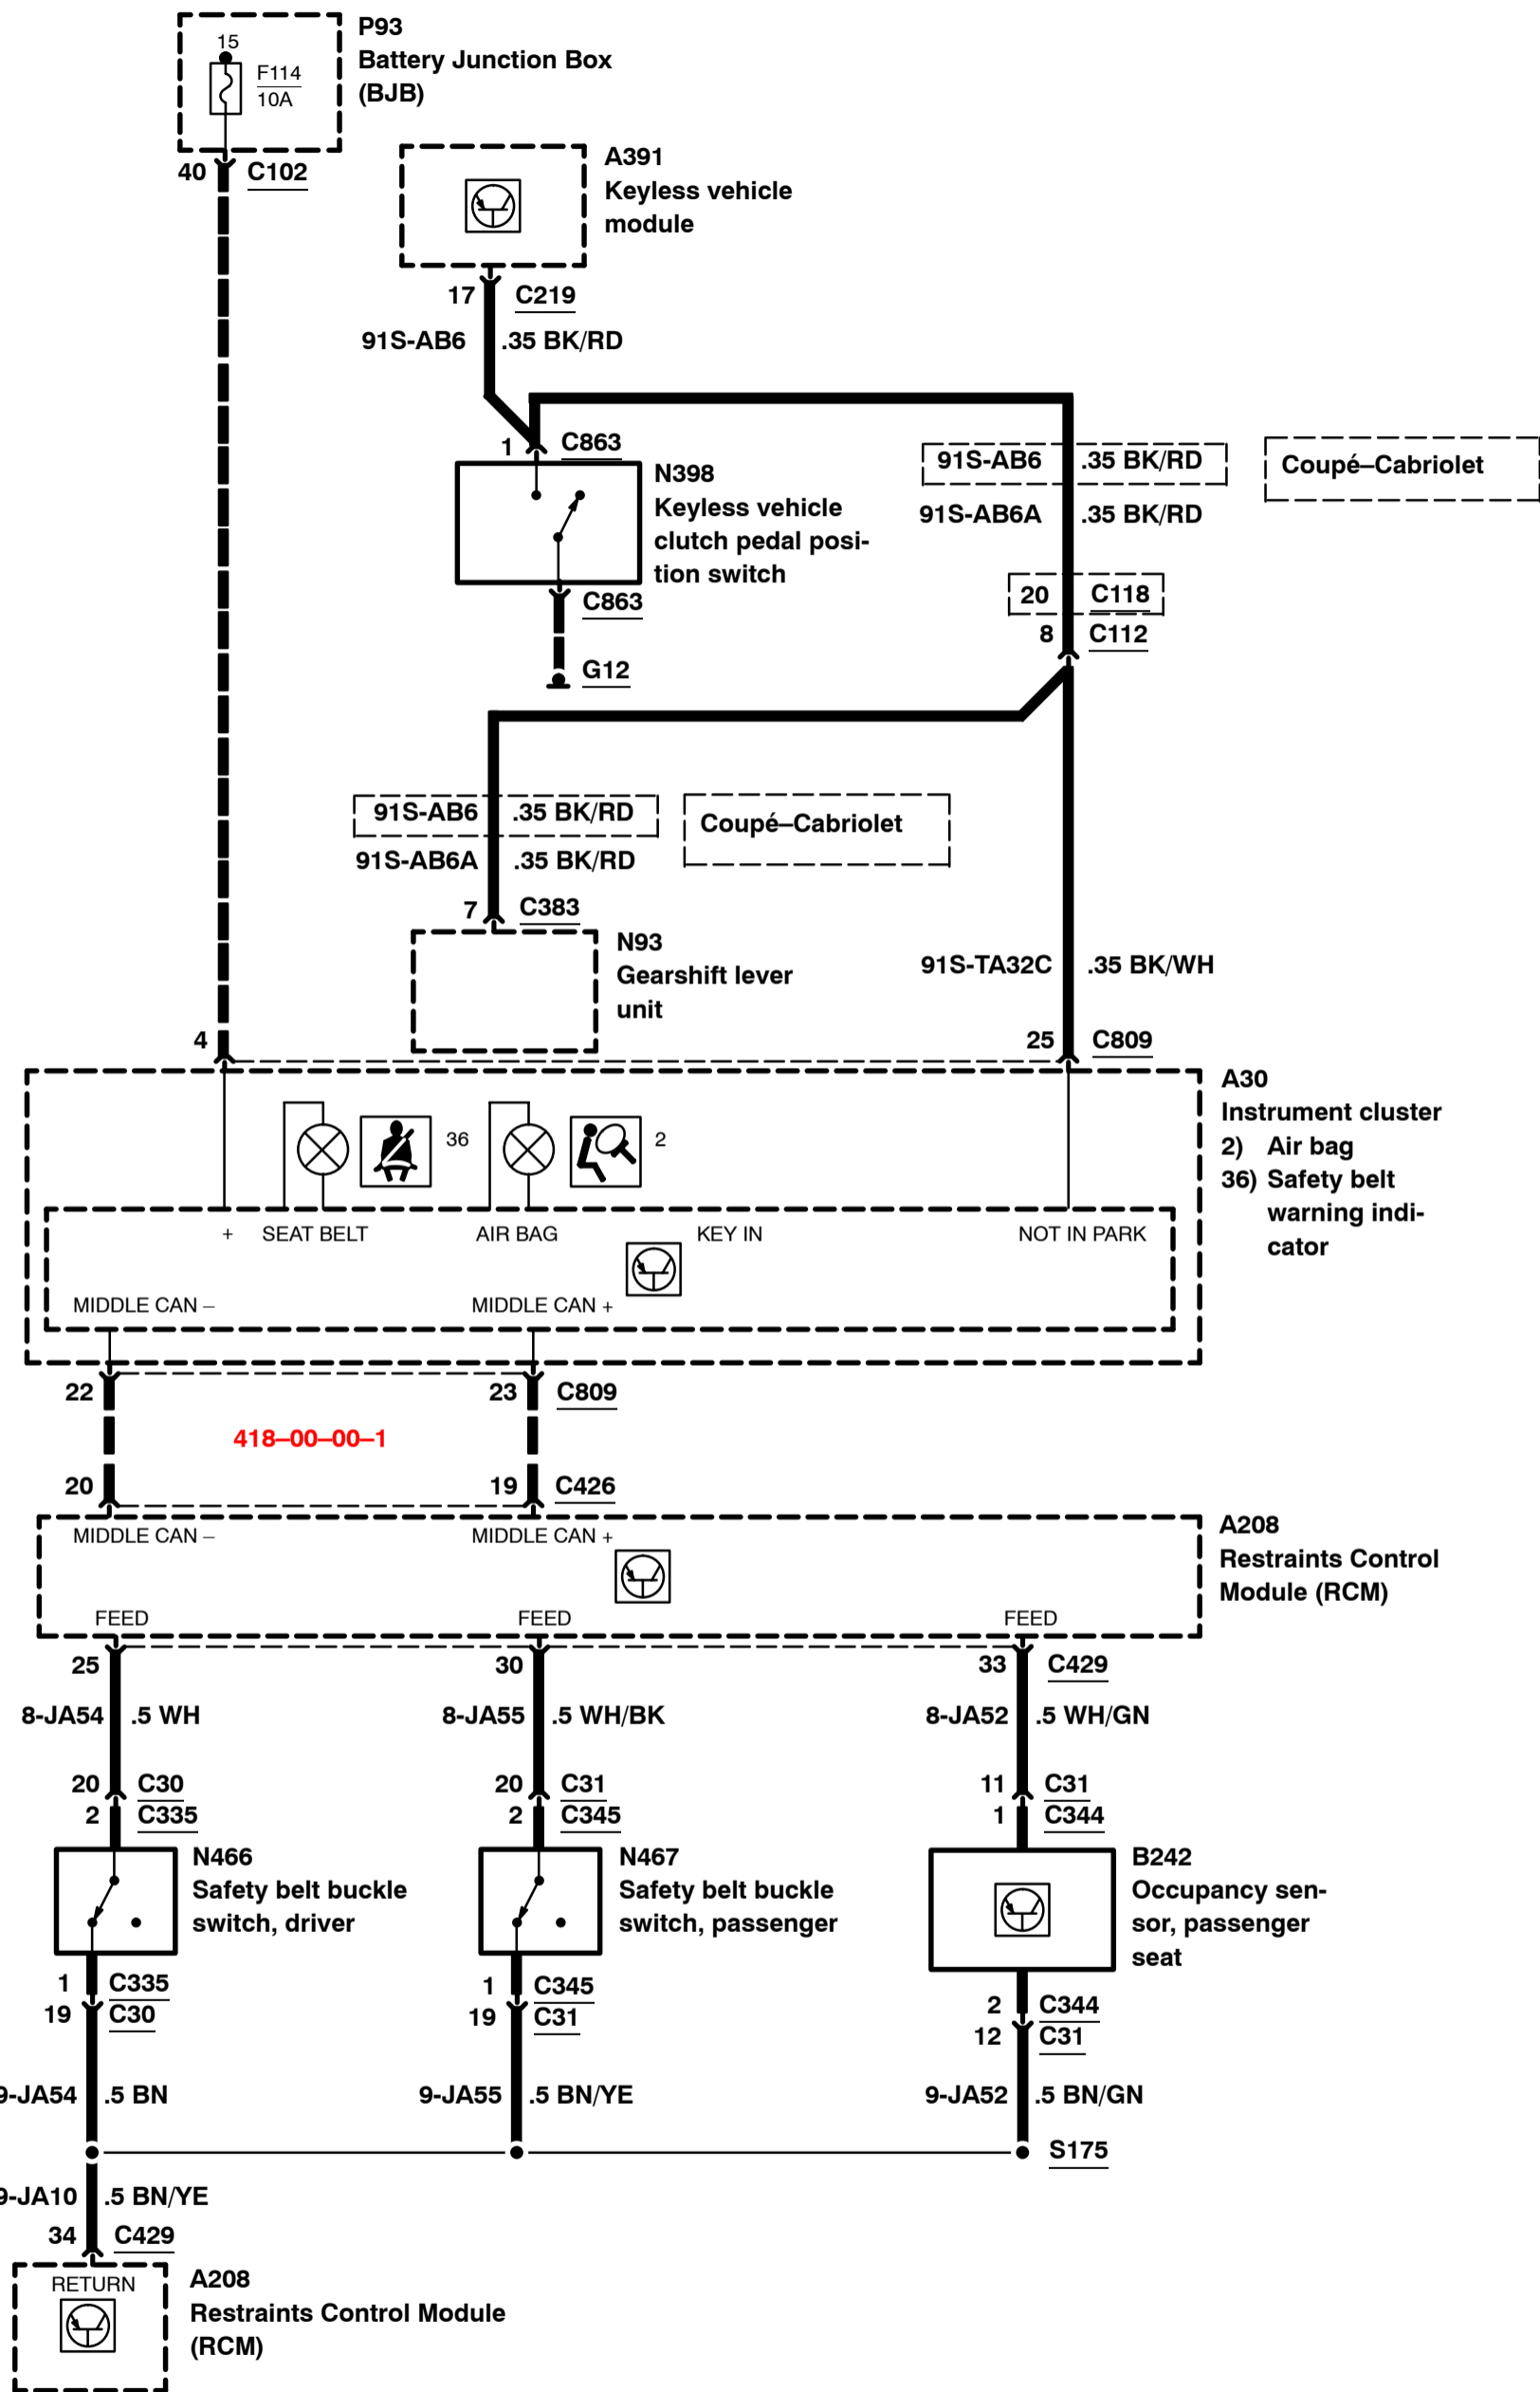 P93
15
Battery Junction Box
F114
(BJB)
10A
40 C102
A391
Keyless vehicle
module
17 C219
91S-AB6 .35 BK/RD
1 C863
N398
Keyless vehicle
clutch pedal posi-
tion switch
91S-AB6 .35 BK/RD
Coupé–Cabriolet
91S-AB6A .35 BK/RD
C863
20 C118
8 C112
G12
91S-AB6 .35 BK/RD
Coupé–Cabriolet
91S-AB6A .35 BK/RD
7 C383
N93
Gearshift lever
unit
91S-TA32C .35 BK/WH
4
25 C809
A30
Instrument cluster
2) Air bag
36) Safety belt
warning indi-
cator
36
2
+ SEAT BELT AIR BAG KEY IN NOT IN PARK
MIDDLE CAN – MIDDLE CAN +
22 23 C809
418–00–00–1
20 19 C426
A208
Restraints Control
Module (RCM)
MIDDLE CAN – MIDDLE CAN +
FEED FEED FEED
25 30 33 C429
8-JA54 .5 WH 8-JA55 .5 WH/BK 8-JA52 .5 WH/GN
20 C30 20 C31 11 C31
2 C335 2 C345 1 C344
N466
Safety belt buckle
switch, driver
N467
Safety belt buckle
switch, passenger
B242
Occupancy sen-
sor, passenger
seat
1 C335 1 C345 2 C344
19 C30 19 C31 12 C31
9-JA54 .5 BN 9-JA55 .5 BN/YE 9-JA52 .5 BN/GN
S175
9-JA10 .5 BN/YE
34 C429
RETURN
A208
Restraints Control Module
(RCM)